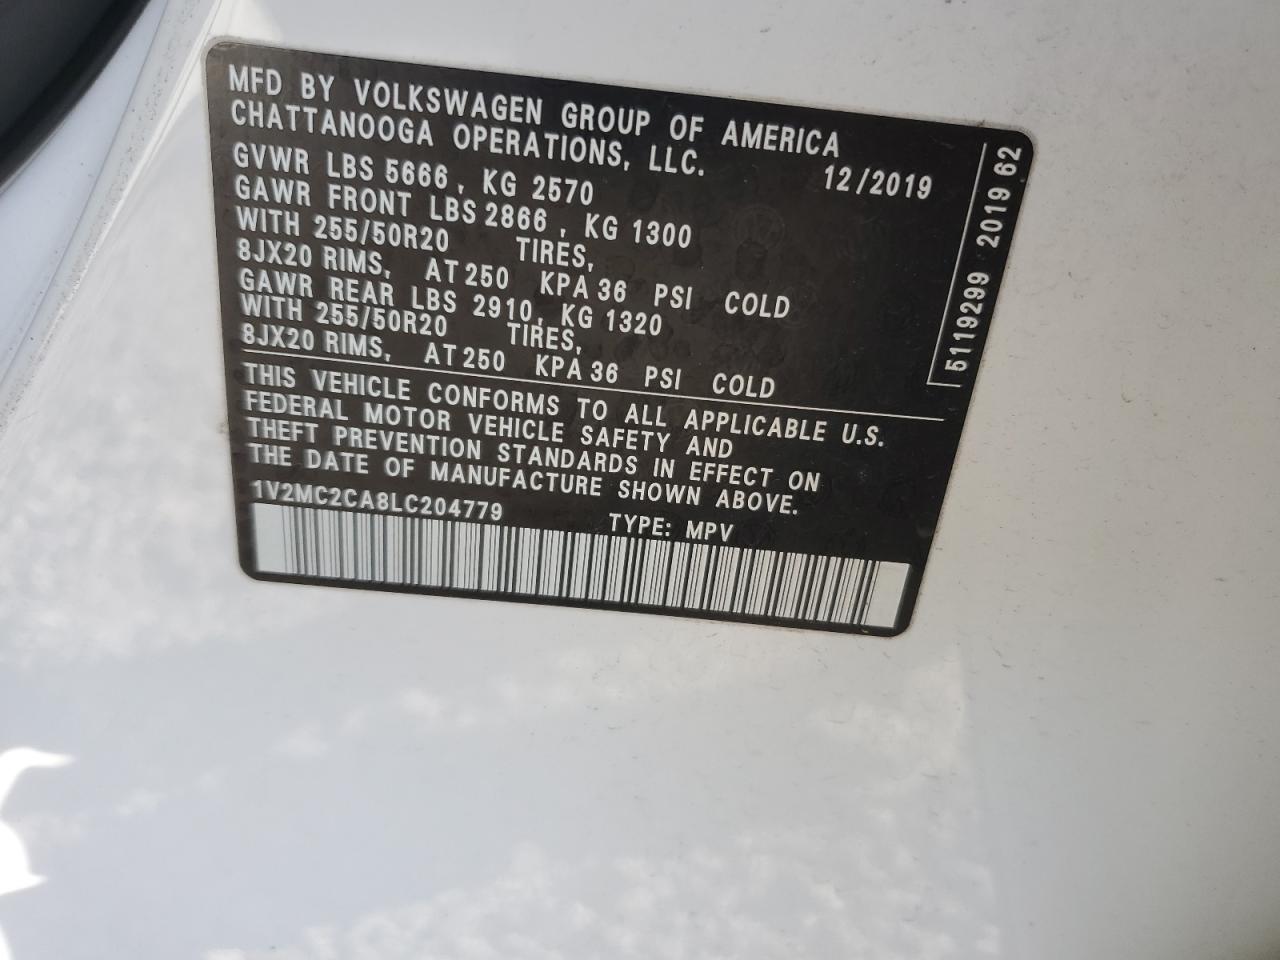 MFD BY VOLKSWAGEN GROUP OF AMERICA
CHATTANOOGA OPERATIONS, LLC.
12/2019
GVWR LBS 5666, KG 2570
GAWR FRONT LBS 2866, KG 1300
WITH 255/50R20 TIRES,
8JX20 RIMS, AT 250 KPA 36 PSI COLD
GAWR REAR LBS 2910, KG 1320
WITH 255/50R20 TIRES,
8JX20 RIMS, AT 250 KPA 36 PSI COLD
THIS VEHICLE CONFORMS TO ALL APPLICABLE U.S.
FEDERAL MOTOR VEHICLE SAFETY AND
THEFT PREVENTION STANDARDS IN EFFECT ON
THE DATE OF MANUFACTURE SHOWN ABOVE.
1V2MC2CA8LC204779 TYPE: MPV
5119299 2019 62